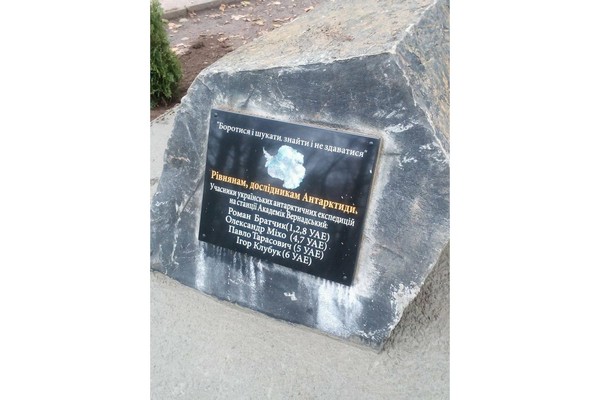 "Боротися і шукати, знайти і не здаватися"
Рівнянам, дослідникам Антарктиди.
Учасники українських антарктичних експедицій
на станції Академік Вернадський:
Роман Братчик(1,2,8 УАЕ)
Олександр Міхо (4,7 УАЕ)
Павло Тарасович (5 УАЕ)
Ігор Клубук (6 УАЕ)